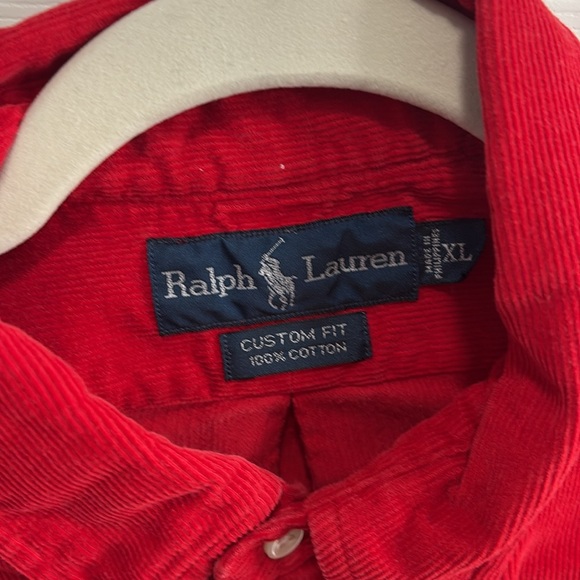 Ralph Lauren
MADE IN
PHILIPPINES
XL
CUSTOM FIT
100% COTTON